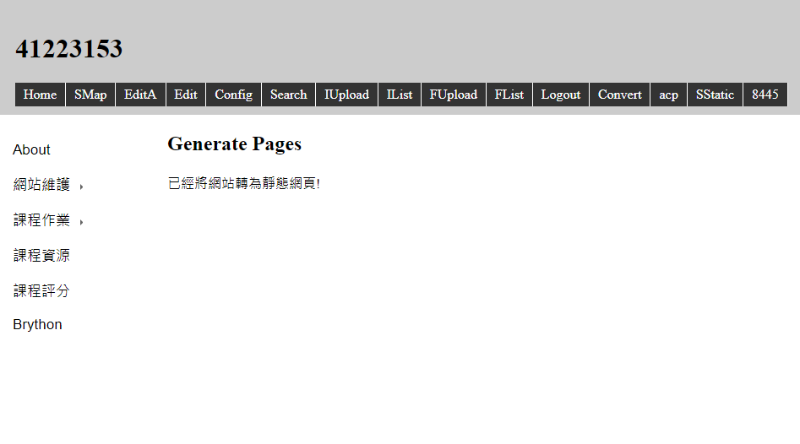 41223153
Home SMap EditA Edit Config Search IUpload IList FUpload FList Logout Convert acp SStatic 8445
About
網站維護
課程作業
課程資源
課程評分
Brython
Generate Pages
已經將網站轉為靜態網頁!